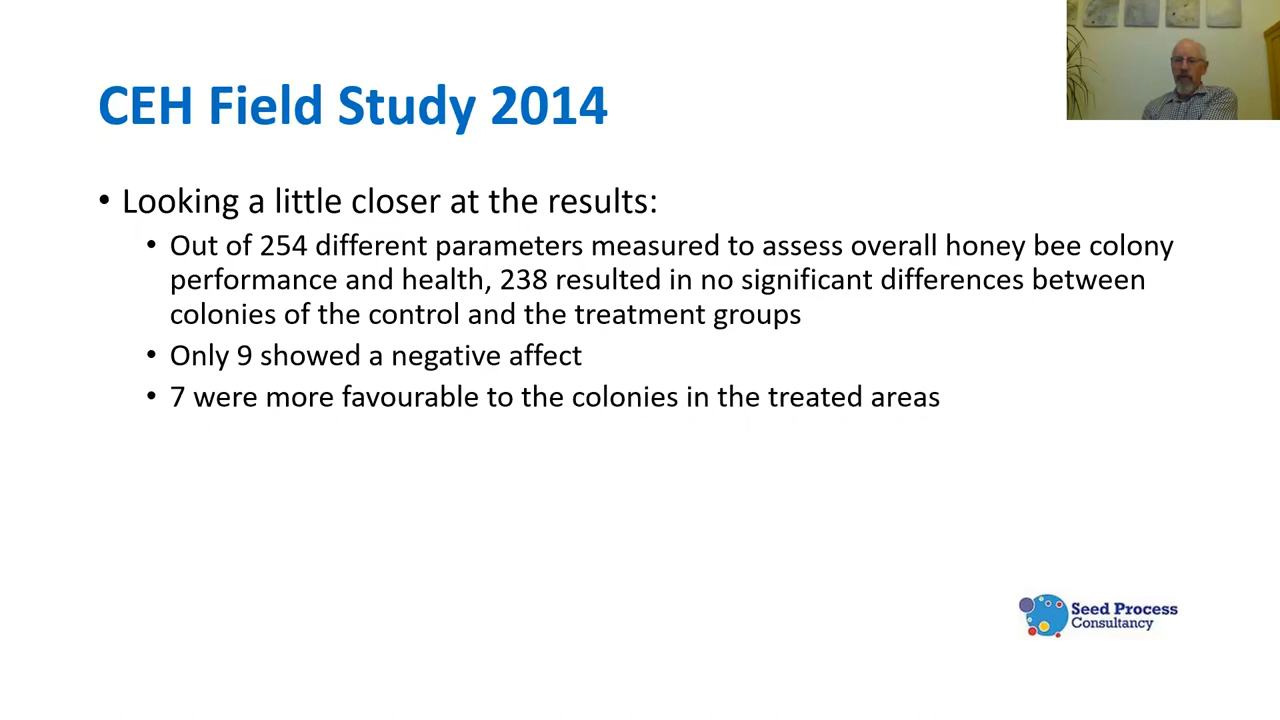 CEH Field Study 2014
• Looking a little closer at the results:
• Out of 254 different parameters measured to assess overall honey bee colony
performance and health, 238 resulted in no significant differences between
colonies of the control and the treatment groups
• Only 9 showed a negative affect
• 7 were more favourable to the colonies in the treated areas
Seed Process
Consultancy